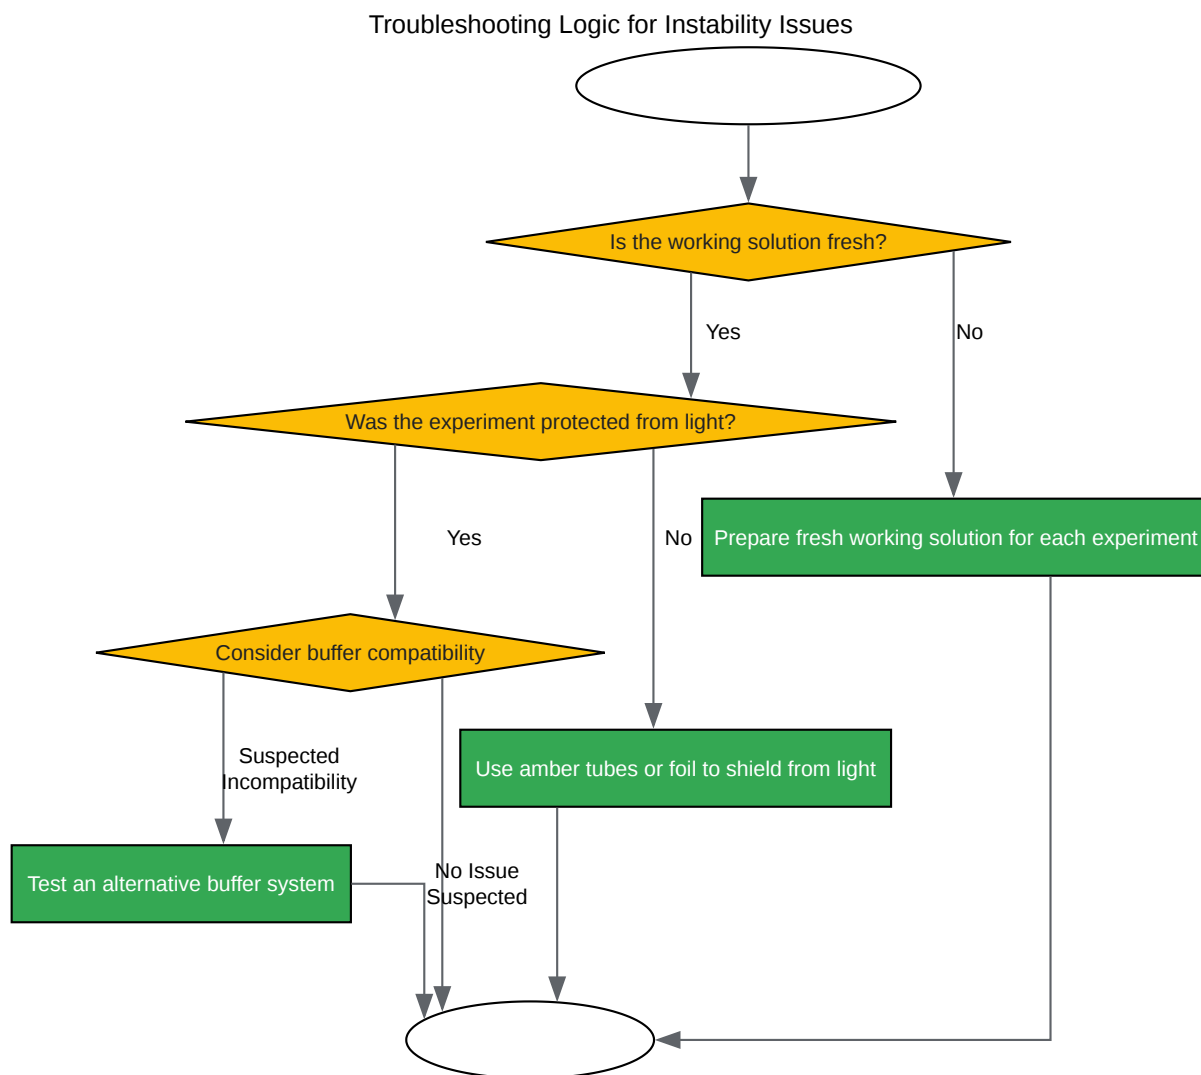 Troubleshooting Logic for Instability Issues
Is the working solution fresh?
Yes
No
Was the experiment protected from light?
Yes
No
Prepare fresh working solution for each experiment
Consider buffer compatibility
Suspected
Incompatibility
Use amber tubes or foil to shield from light
Test an alternative buffer system
No Issue
Suspected